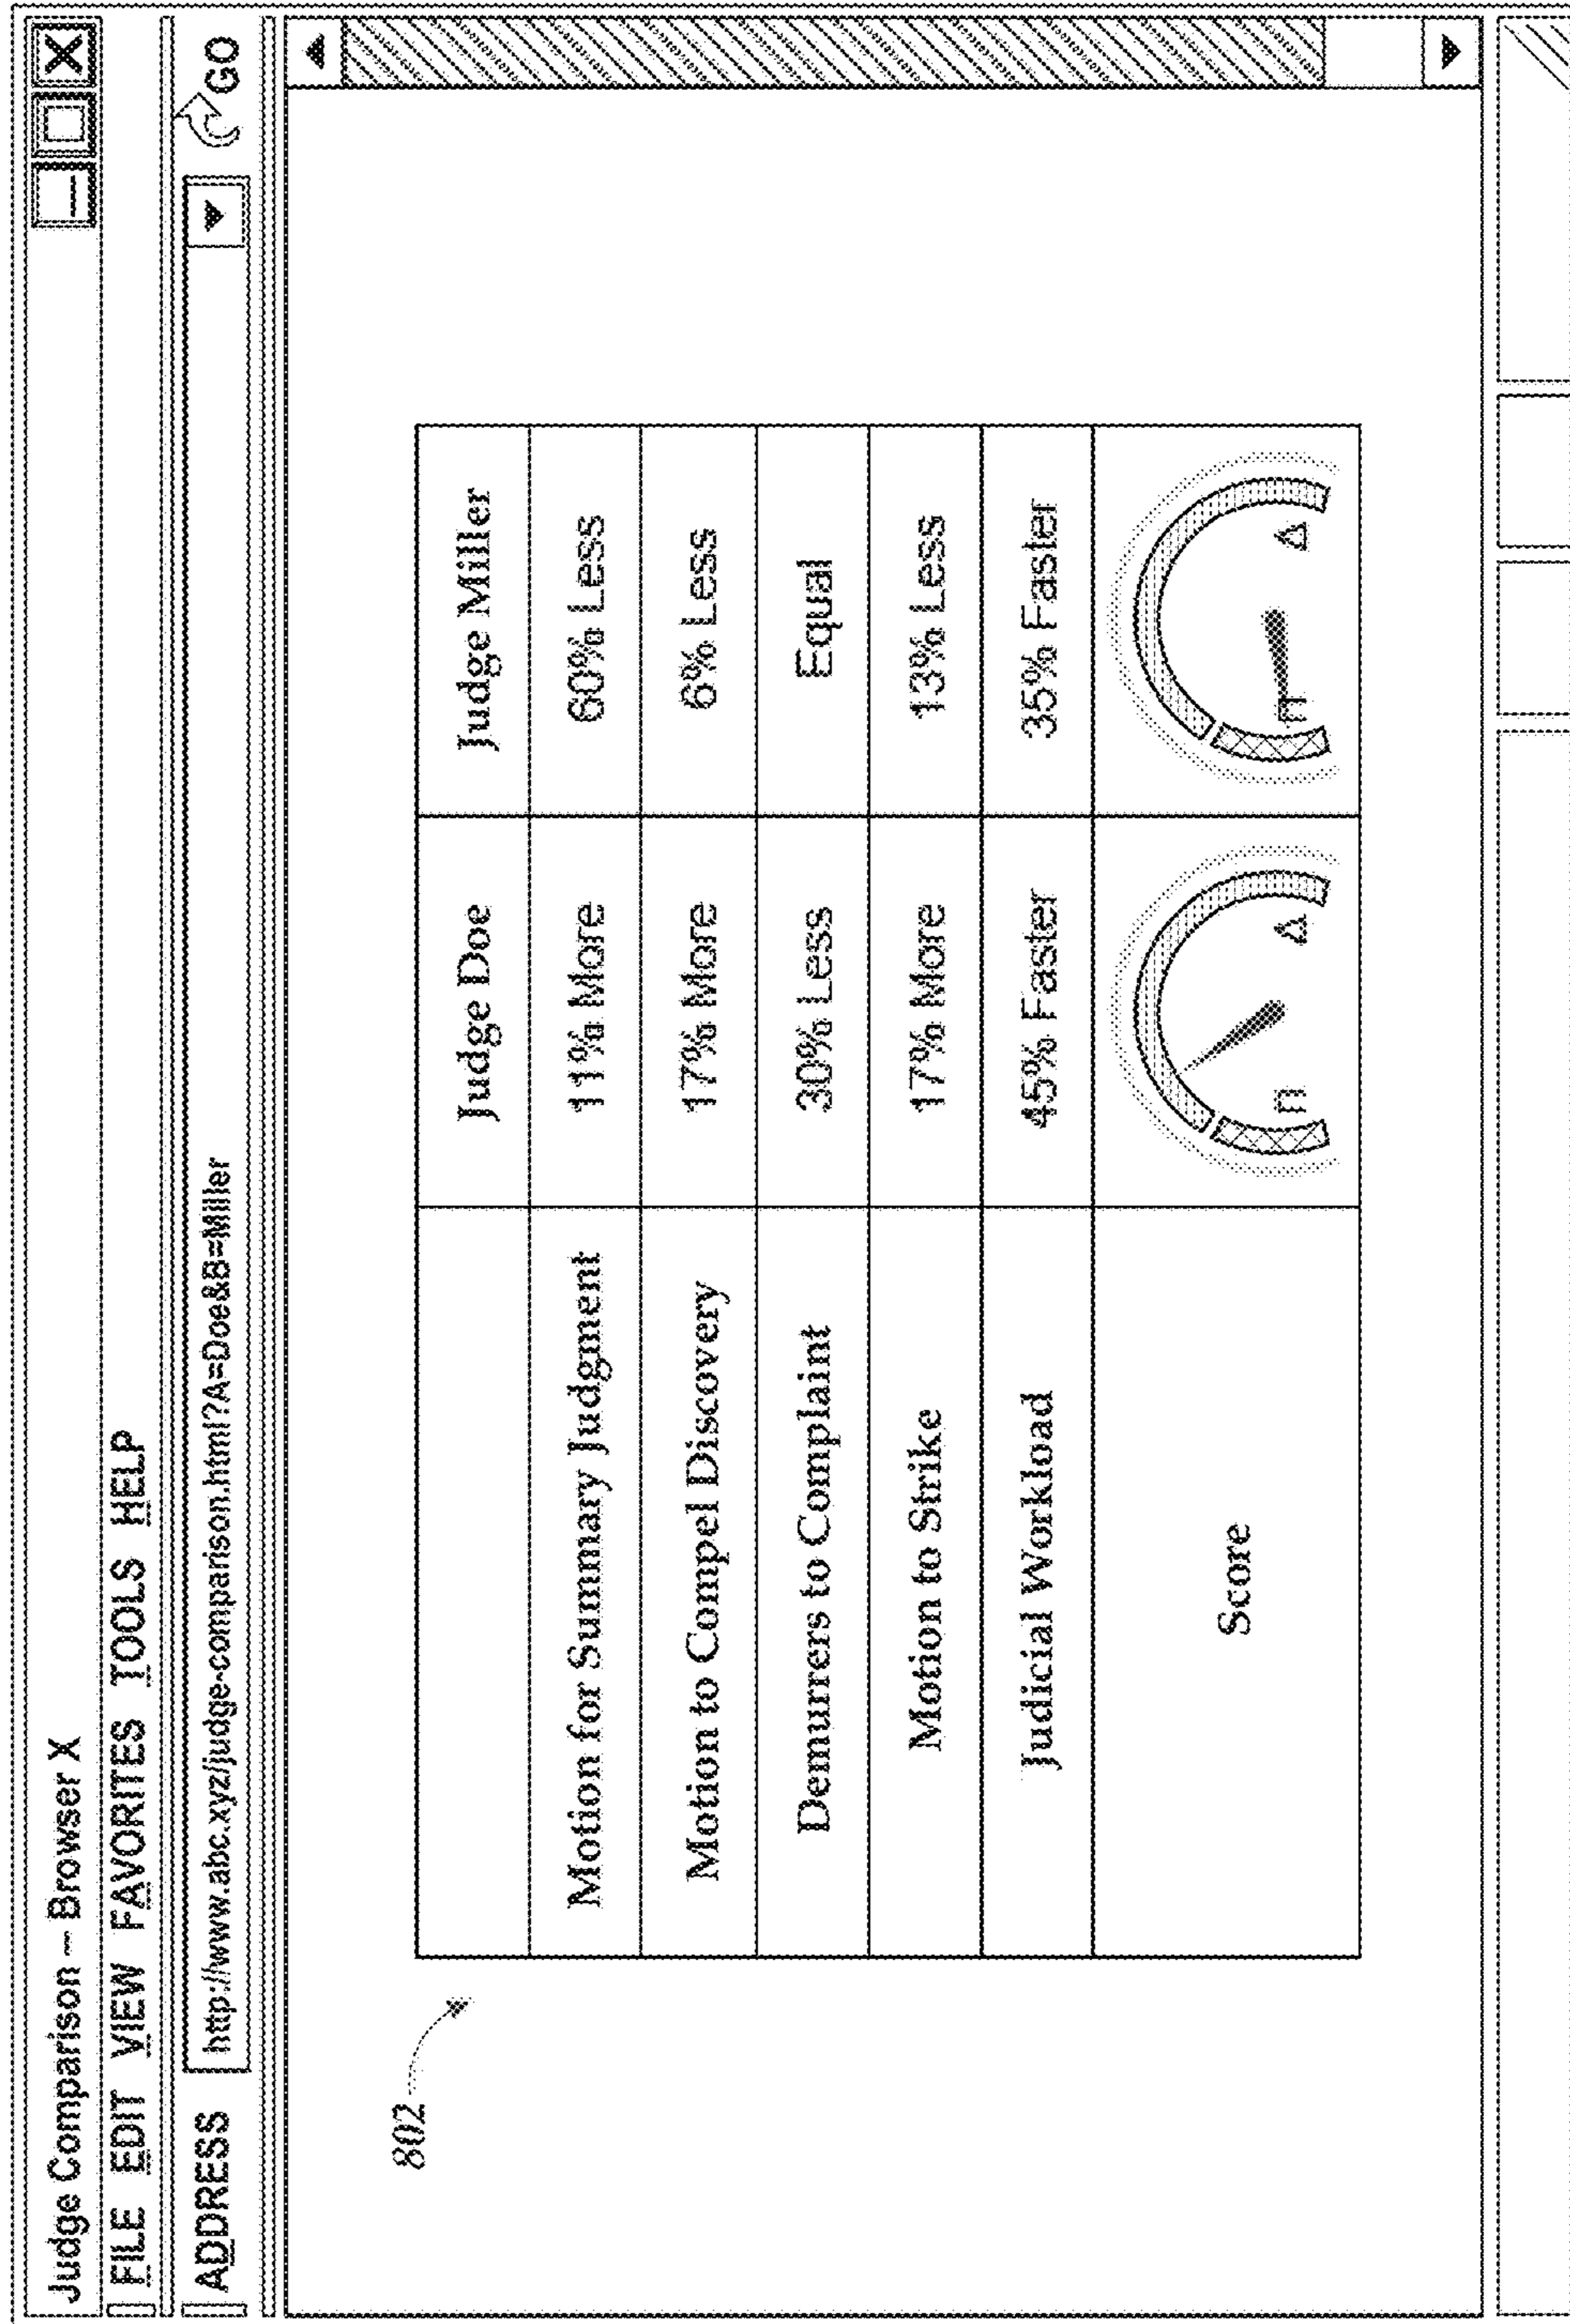 Judge Comparison – Browser X
FILE EDIT VIEW FAVORITES TOOLS HELP
ADDRESS http://www.abc.xyz/judge-comparison.html?A=Doe&B=Miller GO
802
Judge Doe Judge Miller
Motion for Summary Judgment 11% More 60% Less
Motion to Compel Discovery 17% More 6% Less
Demurrers to Complaint 30% Less Equal
Motion to Strike 17% More 13% Less
Judicial Workload 45% Faster 35% Faster
Score Π Δ Π Δ